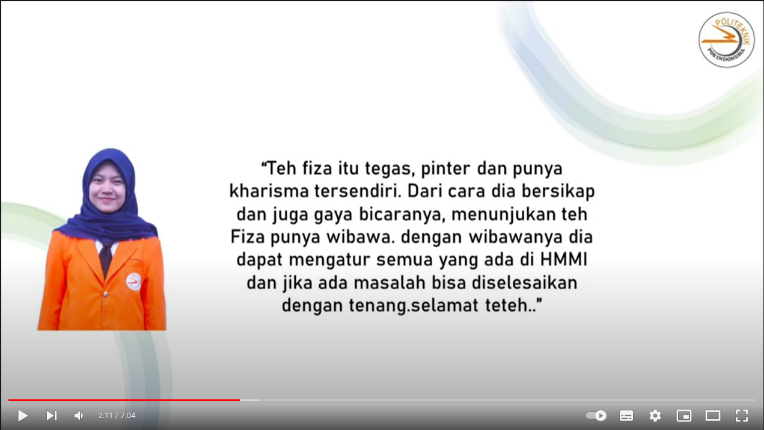 POLITEKNIK
POS INDONESIA
“Teh fiza itu tegas, pinter dan punya
kharisma tersendiri. Dari cara dia bersikap
dan juga gaya bicaranya, menunjukan teh
Fiza punya wibawa. dengan wibawanya dia
dapat mengatur semua yang ada di HMMI
dan jika ada masalah bisa diselesaikan
dengan tenang.selamat teteh..”
2:11 / 7:04